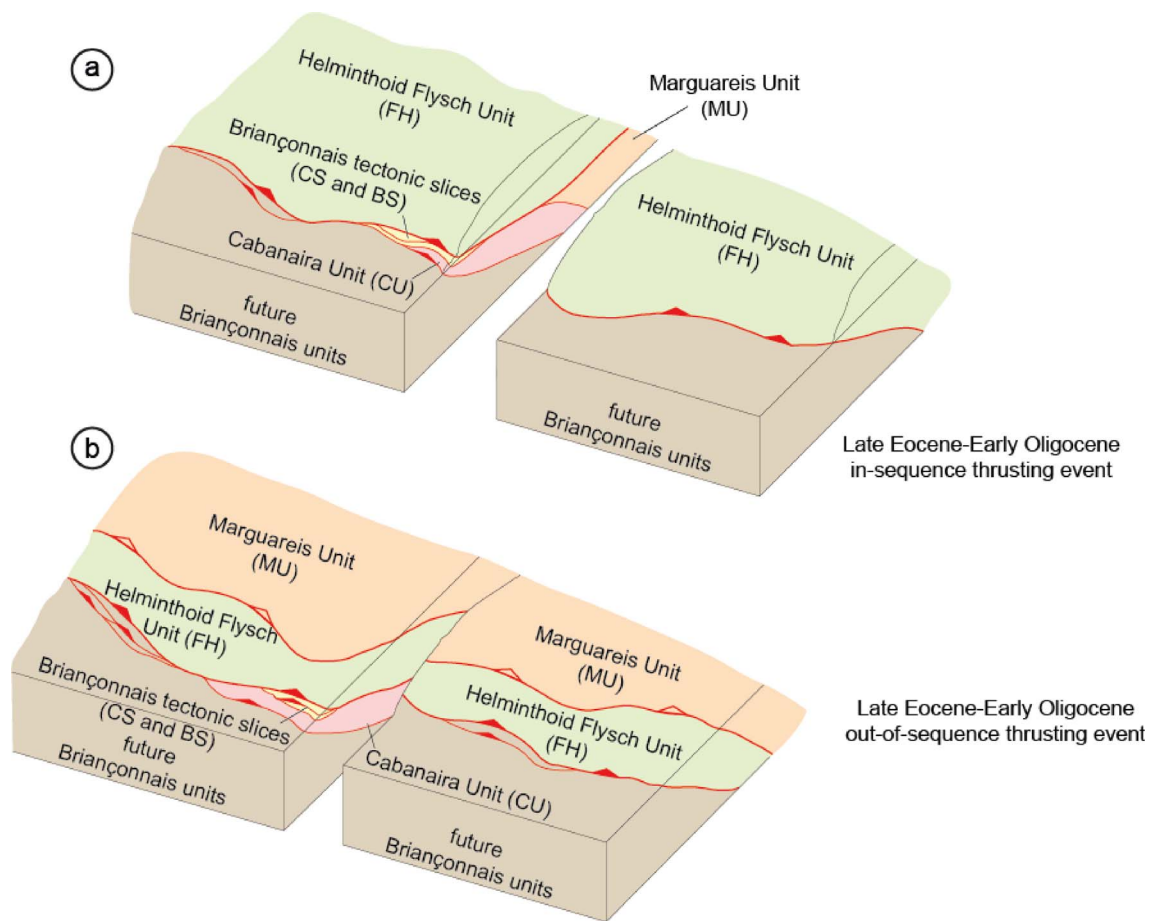 a
Helminthoid Flysch Unit
(FH)
Marguareis Unit
(MU)
Briançonnais tectonic slices
(CS and BS)
Cabanaira Unit (CU)
future
Briançonnais units
Helminthoid Flysch Unit
(FH)
future
Briançonnais units
Late Eocene-Early Oligocene
in-sequence thrusting event
b
Marguareis Unit
(MU)
Helminthoid Flysch
Unit (FH)
Briançonnais tectonic slices
(CS and BS)
future
Briançonnais units
Marguareis Unit
(MU)
Helminthoid Flysch Unit
(FH)
Cabanaira Unit (CU)
future
Briançonnais units
Late Eocene-Early Oligocene
out-of-sequence thrusting event